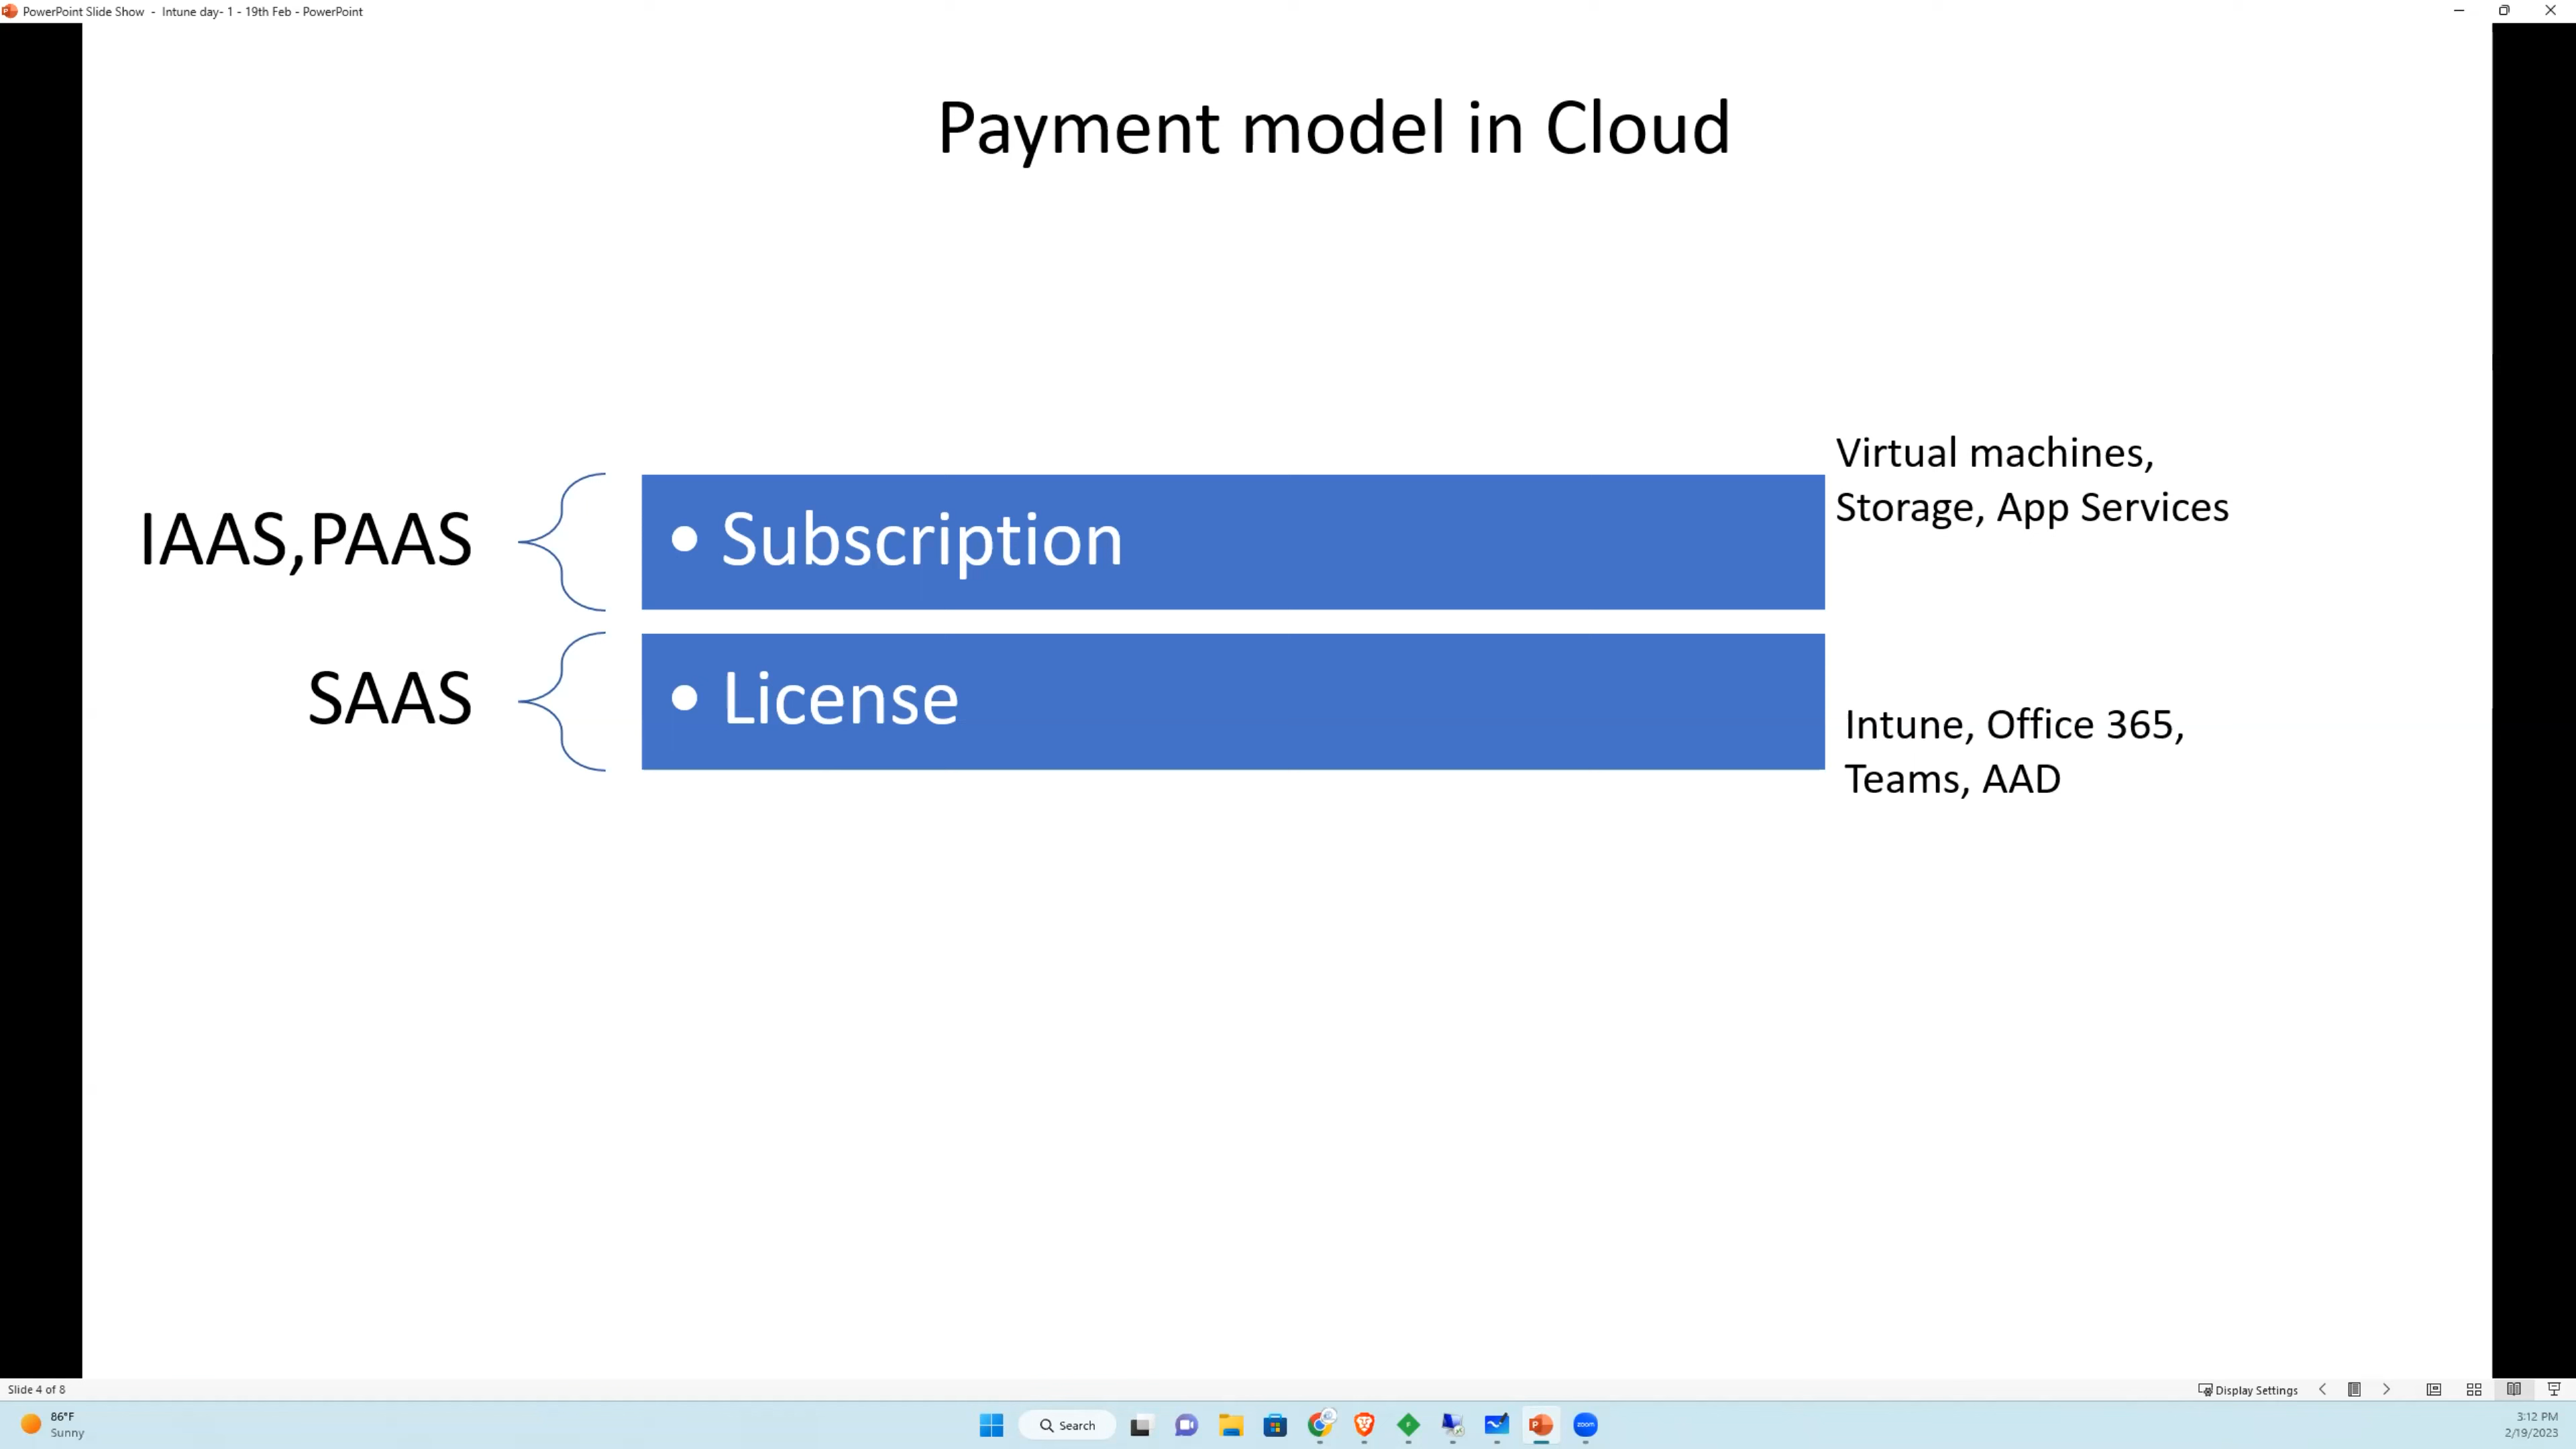 PowerPoint Slide Show - Intune day- 1 - 19th Feb - PowerPoint
Payment model in Cloud
IAAS,PAAS
• Subscription
Virtual machines,
Storage, App Services
SAAS
• License
Intune, Office 365,
Teams, AAD
Slide 4 of 8
Display Settings
86°F
Sunny
Search
zoom
3:12 PM
2/19/2023